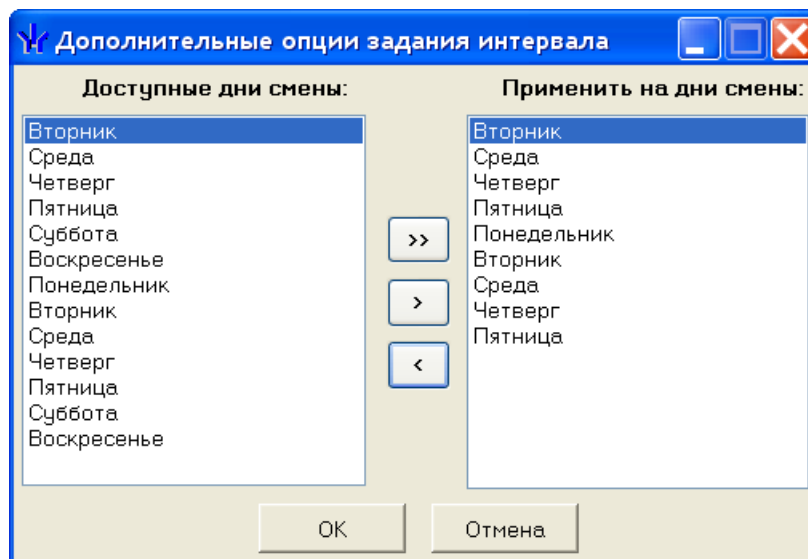 Дополнительные опции задания интервала
Доступные дни смены:
Вторник
Среда
Четверг
Пятница
Суббота
Воскресенье
Понедельник
Вторник
Среда
Четверг
Пятница
Суббота
Воскресенье
>>
>
<
Применить на дни смены:
Вторник
Среда
Четверг
Пятница
Понедельник
Вторник
Среда
Четверг
Пятница
OK
Отмена